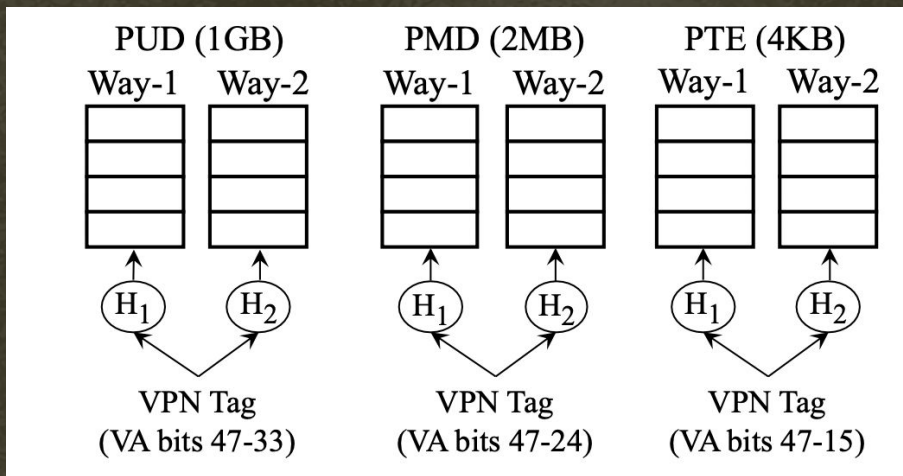 PUD (1GB)
Way-1 Way-2
H1 H2
VPN Tag
(VA bits 47-33)
PMD (2MB)
Way-1 Way-2
H1 H2
VPN Tag
(VA bits 47-24)
PTE (4KB)
Way-1 Way-2
H1 H2
VPN Tag
(VA bits 47-15)